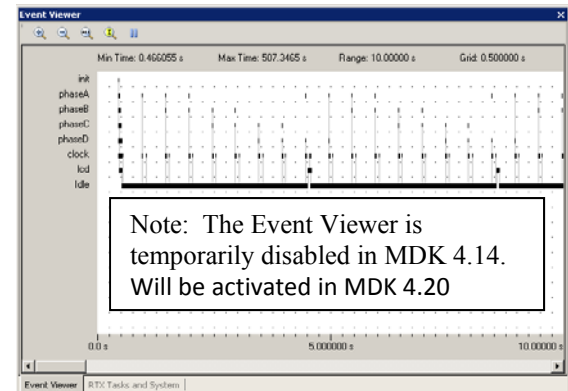 Event Viewer
Min Time: 0.466055 s Max Time: 507.3465 s Range: 10.00000 s Grid: 0.500000 s
init
phaseA
phaseB
phaseC
phaseD
clock
lcd
Idle
Note: The Event Viewer is
temporarily disabled in MDK 4.14.
Will be activated in MDK 4.20
0.0 s 5.000000 s 10.00000 s
Event Viewer RTX Tasks and System